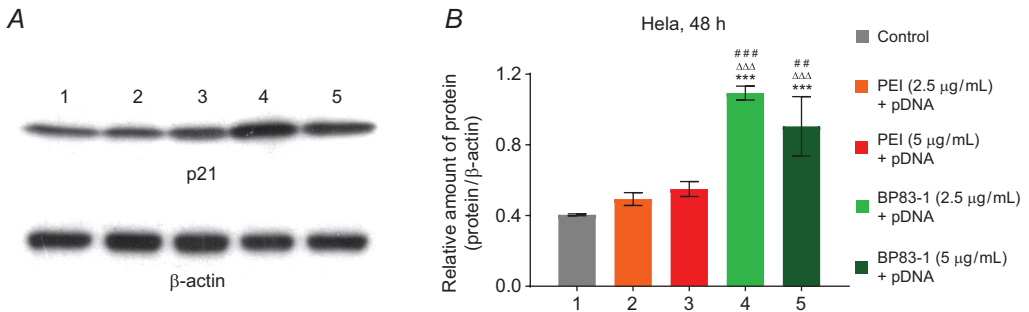 A
1 2 3 4 5
p21
β-actin
B
Hela, 48 h
Relative amount of protein
(protein/β-actin)
1.2
0.8
0.4
0.0
###
ΔΔΔ
***
##
ΔΔΔ
***
1 2 3 4 5
Control
PEI (2.5 μg/mL)
+ pDNA
PEI (5 μg/mL)
+ pDNA
BP83-1 (2.5 μg/mL)
+ pDNA
BP83-1 (5 μg/mL)
+ pDNA